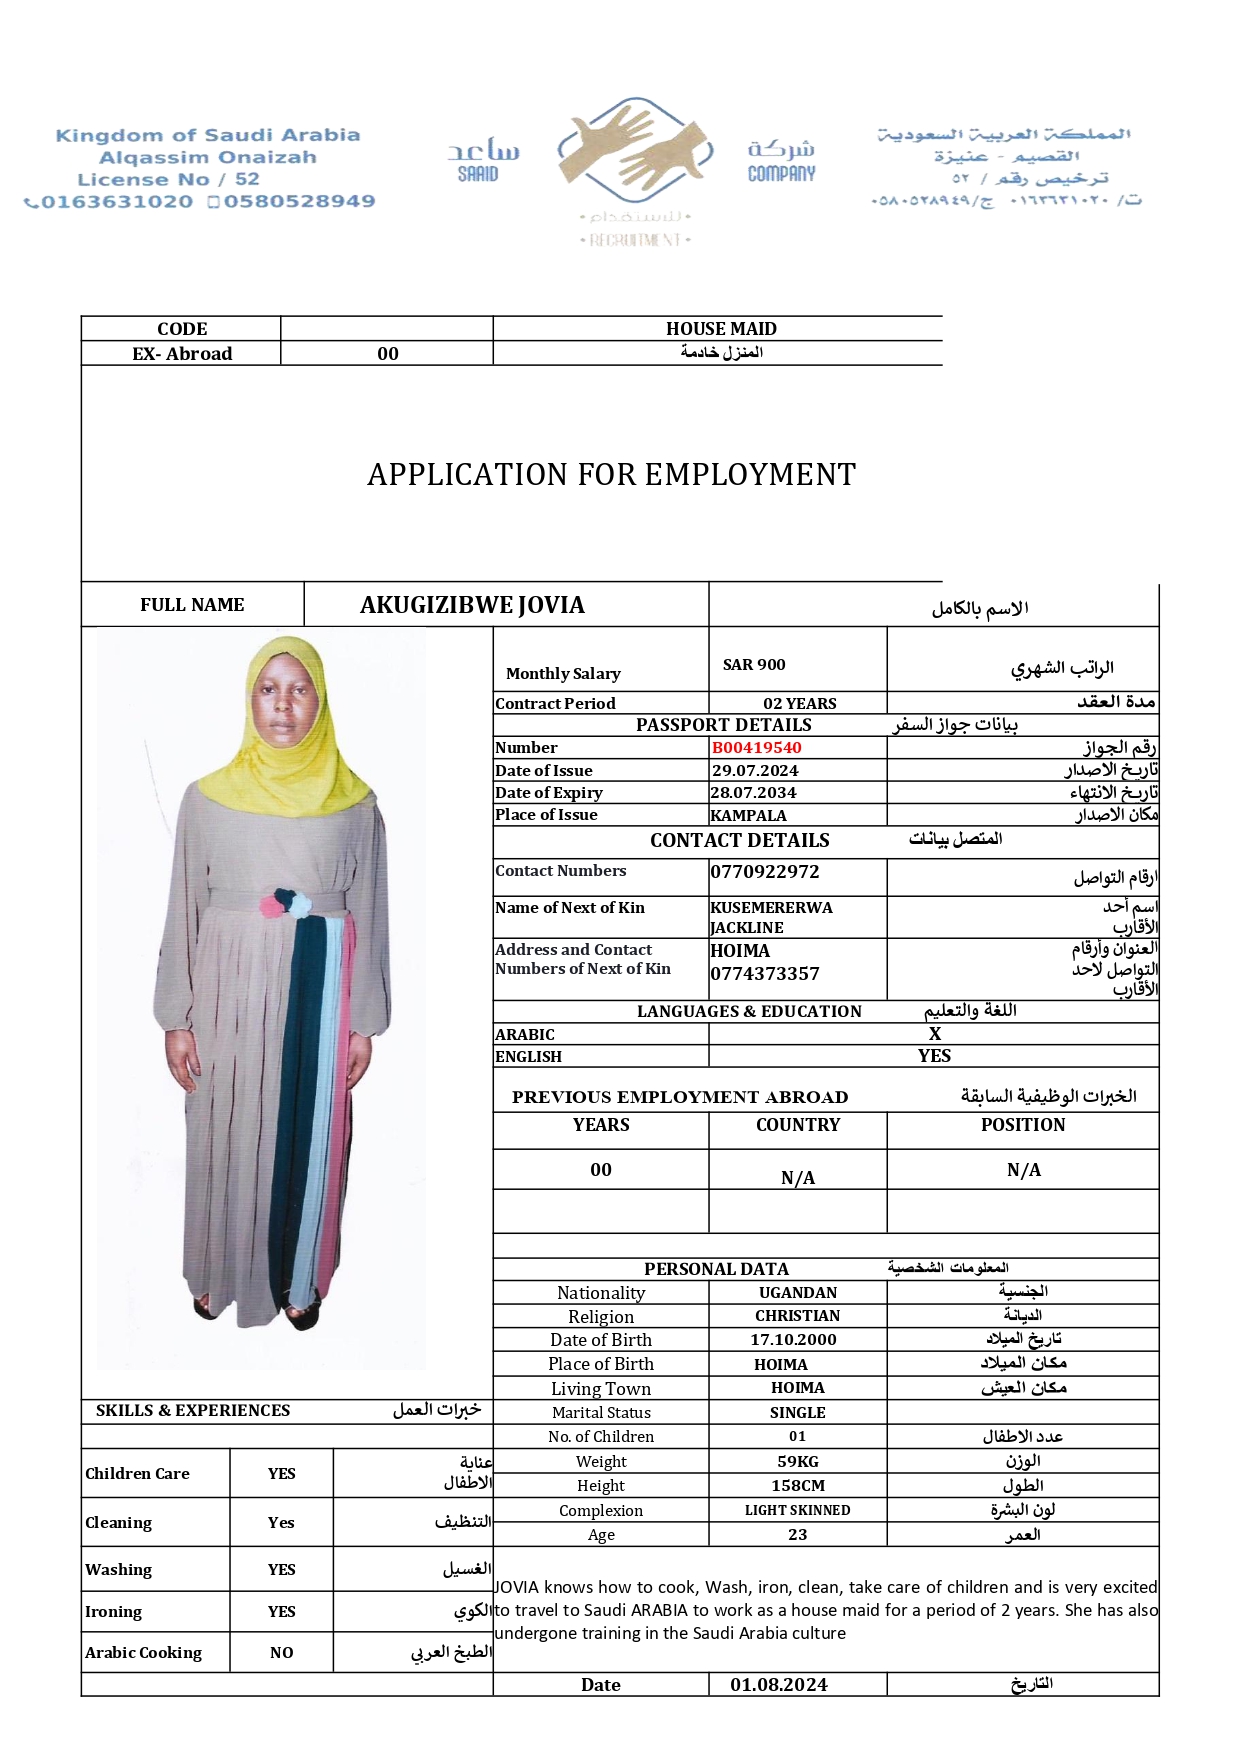 Kingdom of Saudi Arabia
Alqassim Onaizah
License No / 52
0163631020 0580528949
ساعد
SAAID
شركة
COMPANY
• للاستقدام •
• RECRUITMENT •
المملكة العربية السعودية
القصيم - عنيزة
ترخيص رقم / ٥٢
ت/ ٠١٦٣٦٣١٠٢٠ ج/٠٥٨٠٥٢٨٩٤٩
CODE HOUSE MAID
EX- Abroad 00 المنزل خادمة
APPLICATION FOR EMPLOYMENT
FULL NAME AKUGIZIBWE JOVIA الاسم بالكامل
Monthly Salary SAR 900 الراتب الشهري
Contract Period 02 YEARS مدة العقد
PASSPORT DETAILS بيانات جواز السفر
Number B00419540 رقم الجواز
Date of Issue 29.07.2024 تاريخ الاصدار
Date of Expiry 28.07.2034 تاريخ الانتهاء
Place of Issue KAMPALA مكان الاصدار
CONTACT DETAILS المتصل بيانات
Contact Numbers 0770922972 ارقام التواصل
Name of Next of Kin KUSEMERERWA JACKLINE اسم أحد الأقارب
Address and Contact Numbers of Next of Kin HOIMA 0774373357 العنوان وأرقام التواصل لاحد الأقارب
LANGUAGES & EDUCATION اللغة والتعليم
ARABIC X
ENGLISH YES
PREVIOUS EMPLOYMENT ABROAD الخبرات الوظيفية السابقة
YEARS COUNTRY POSITION
00 N/A N/A
PERSONAL DATA المعلومات الشخصية
Nationality UGANDAN الجنسية
Religion CHRISTIAN الديانة
Date of Birth 17.10.2000 تاريخ الميلاد
Place of Birth HOIMA مكان الميلاد
Living Town HOIMA مكان العيش
Marital Status SINGLE
No. of Children 01 عدد الاطفال
Weight 59KG الوزن
Height 158CM الطول
Complexion LIGHT SKINNED لون البشرة
Age 23 العمر
SKILLS & EXPERIENCES خبرات العمل
Children Care YES عناية الاطفال
Cleaning Yes التنظيف
Washing YES الغسيل
Ironing YES الكوي
Arabic Cooking NO الطبخ العربي
JOVIA knows how to cook, Wash, iron, clean, take care of children and is very excited
to travel to Saudi ARABIA to work as a house maid for a period of 2 years. She has also
undergone training in the Saudi Arabia culture
Date 01.08.2024 التاريخ